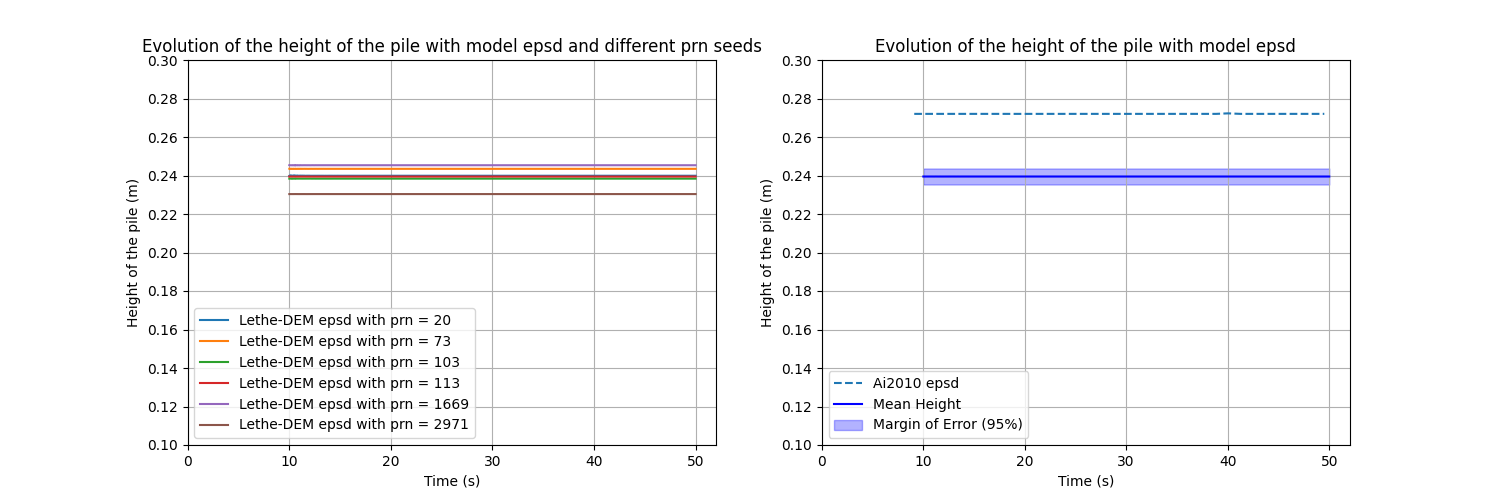 Evolution of the height of the pile with model epsd and different prn seeds
Height of the pile (m)
0.30
0.28
0.26
0.24
0.22
0.20
0.18
0.16
0.14
0.12
0.10
Lethe-DEM epsd with prn = 20
Lethe-DEM epsd with prn = 73
Lethe-DEM epsd with prn = 103
Lethe-DEM epsd with prn = 113
Lethe-DEM epsd with prn = 1669
Lethe-DEM epsd with prn = 2971
0 10 20 30 40 50
Time (s)
Evolution of the height of the pile with model epsd
Height of the pile (m)
0.30
0.28
0.26
0.24
0.22
0.20
0.18
0.16
0.14
0.12
0.10
Ai2010 epsd
Mean Height
Margin of Error (95%)
0 10 20 30 40 50
Time (s)